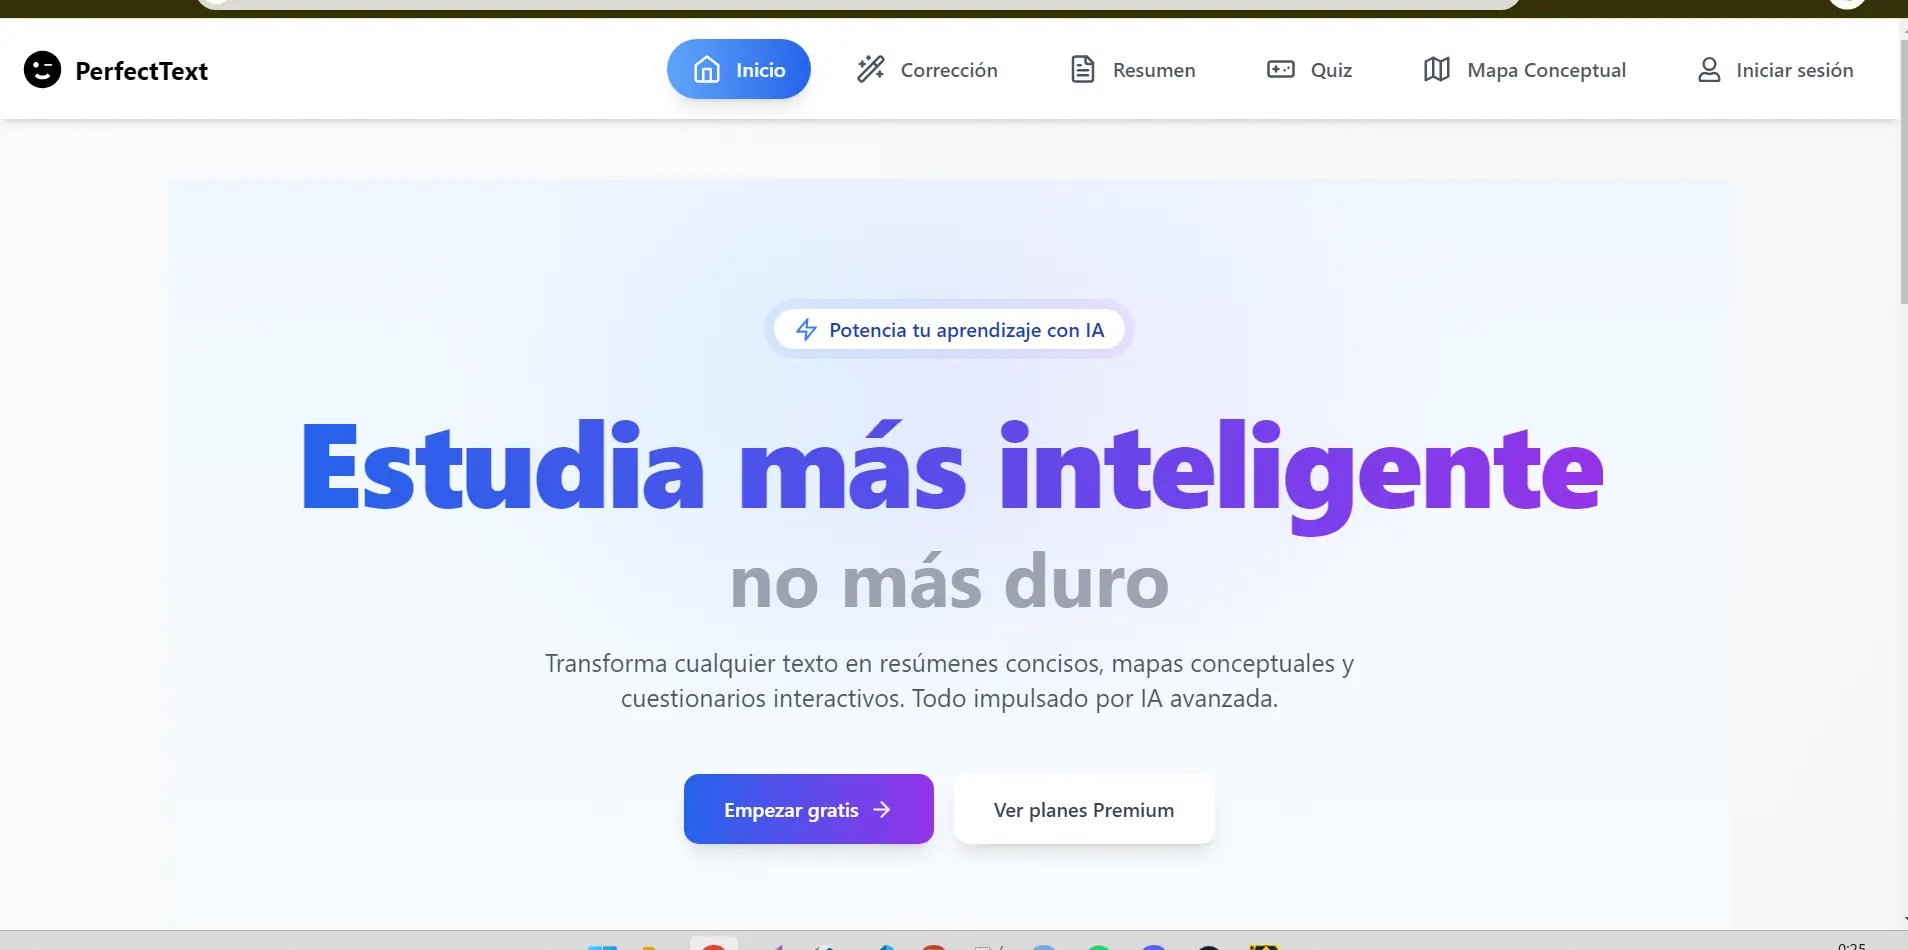 PerfectText
Inicio
Corrección
Resumen
Quiz
Mapa Conceptual
Iniciar sesión
Potencia tu aprendizaje con IA
Estudia más inteligente
no más duro
Transforma cualquier texto en resúmenes concisos, mapas conceptuales y
cuestionarios interactivos. Todo impulsado por IA avanzada.
Empezar gratis
Ver planes Premium
0:25